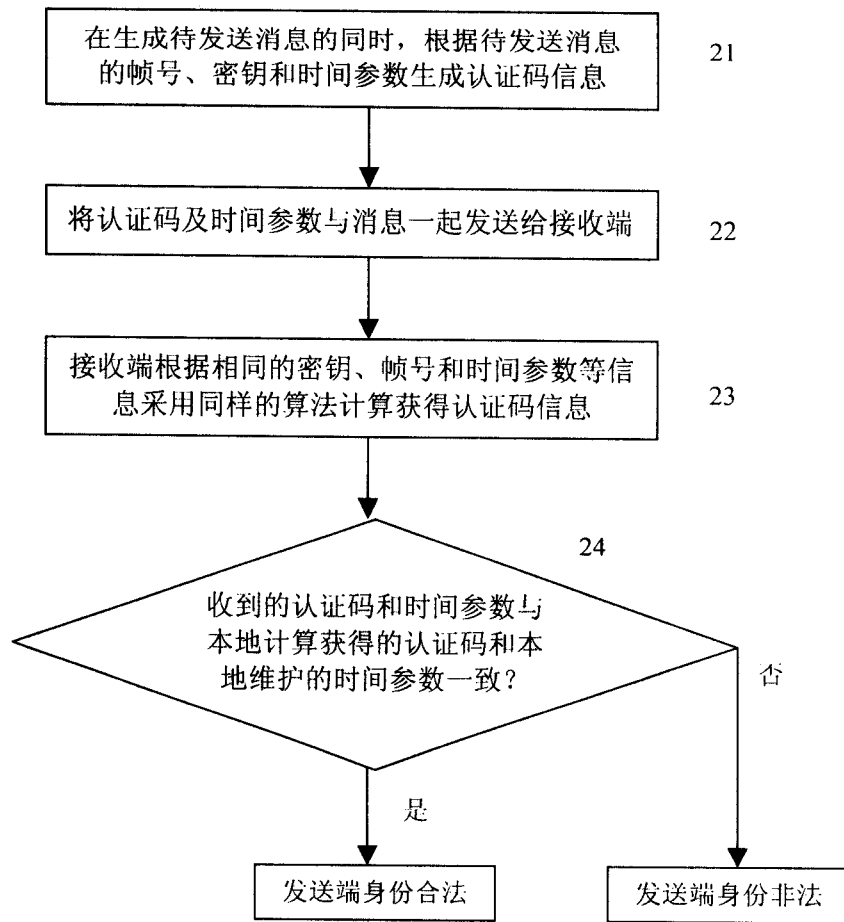 在生成待发送消息的同时，根据待发送消息
的帧号、密钥和时间参数生成认证码信息
21
将认证码及时间参数与消息一起发送给接收端
22
接收端根据相同的密钥、帧号和时间参数等信
息采用同样的算法计算获得认证码信息
23
24
收到的认证码和时间参数与
本地计算获得的认证码和本
地维护的时间参数一致？
否
是
发送端身份合法
发送端身份非法